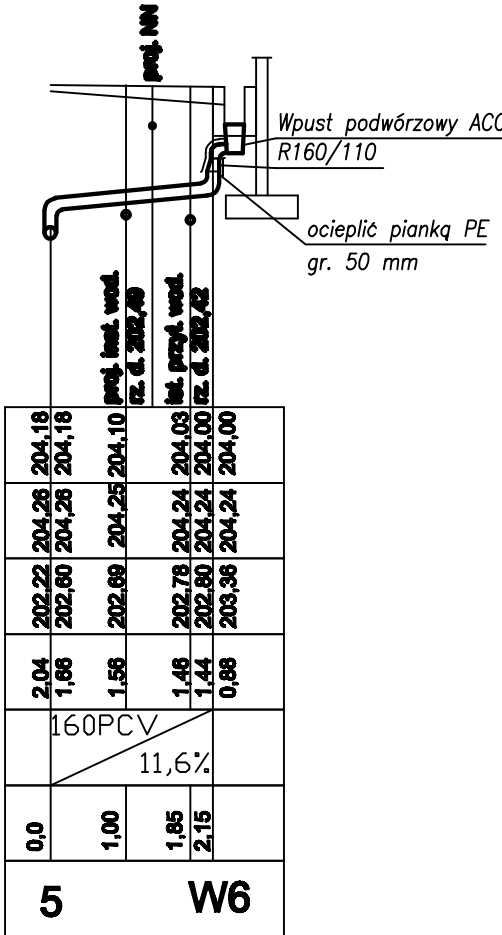 proj. NN
Wpust podwórzowy ACO
R160/110
ocieplić pianką PE
gr. 50 mm
proj. inst. wod.
rz. d. 202,49
ist. przył. wod.
rz. d. 202,42
204,18 204,18 204,10 204,03 204,00 204,00
204,26 204,26 204,25 204,24 204,24 204,24
202,22 202,60 202,69 202,78 202,80 203,36
2,04 1,66 1,56 1,46 1,44 0,88
160PCV
11,6%
0,0 1,00 1,85 2,15
5 W6